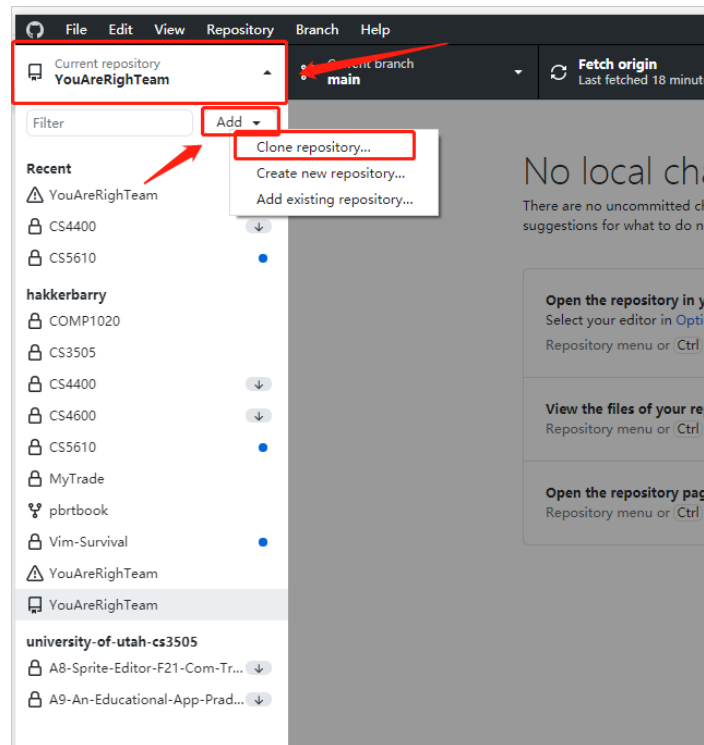 File Edit View Repository Branch Help
Current repository
YouAreRighTeam
Current branch
main
Fetch origin
Last fetched 18 minut
Filter
Add
Clone repository...
Create new repository...
Add existing repository...
No local cha
There are no uncommitted ch
suggestions for what to do n
Recent
YouAreRighTeam
CS4400
CS5610
hakkerbarry
COMP1020
CS3505
CS4400
CS4600
CS5610
MyTrade
pbrtbook
Vim-Survival
YouAreRighTeam
YouAreRighTeam
university-of-utah-cs3505
A8-Sprite-Editor-F21-Com-Tr...
A9-An-Educational-App-Prad...
Open the repository in y
Select your editor in Opti
Repository menu or Ctrl
View the files of your re
Repository menu or Ctrl
Open the repository pag
Repository menu or Ctrl